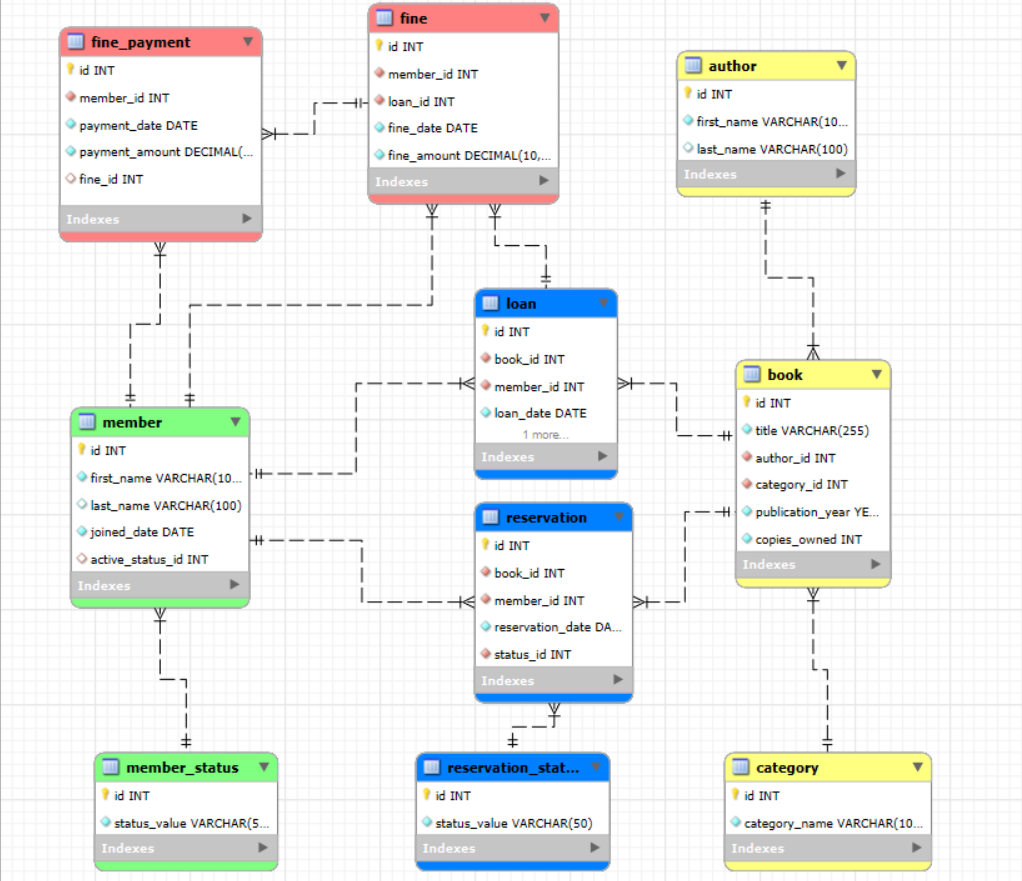 fine_payment
id INT
member_id INT
payment_date DATE
payment_amount DECIMAL(...
fine_id INT
Indexes
fine
id INT
member_id INT
loan_id INT
fine_date DATE
fine_amount DECIMAL(10,...
Indexes
author
id INT
first_name VARCHAR(10...
last_name VARCHAR(100)
Indexes
loan
id INT
book_id INT
member_id INT
loan_date DATE
1 more...
Indexes
book
id INT
title VARCHAR(255)
author_id INT
category_id INT
publication_year YE...
copies_owned INT
Indexes
member
id INT
first_name VARCHAR(10...
last_name VARCHAR(100)
joined_date DATE
active_status_id INT
Indexes
reservation
id INT
book_id INT
member_id INT
reservation_date DA...
status_id INT
Indexes
member_status
id INT
status_value VARCHAR(5...
Indexes
reservation_stat...
id INT
status_value VARCHAR(50)
Indexes
category
id INT
category_name VARCHAR(10...
Indexes